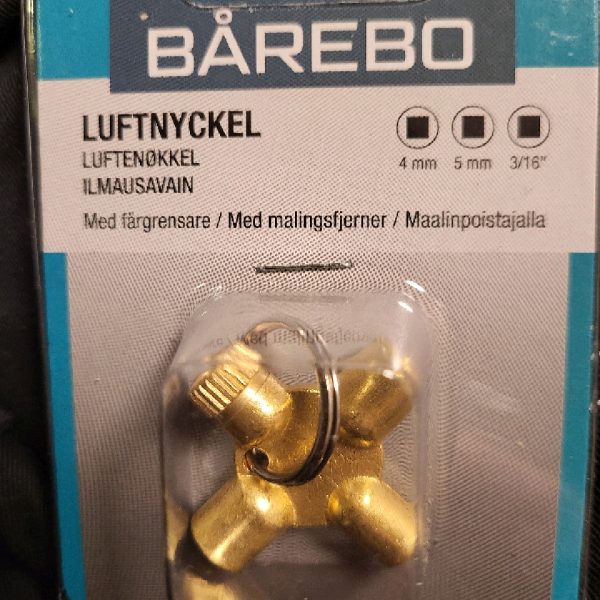 BÅREBO
LUFTNYCKEL
LUFTENØKKEL
ILMAUSAVAIN
4 mm 5 mm 3/16"
Med färgrensare / Med malingsfjerner / Maalinpoistajalla